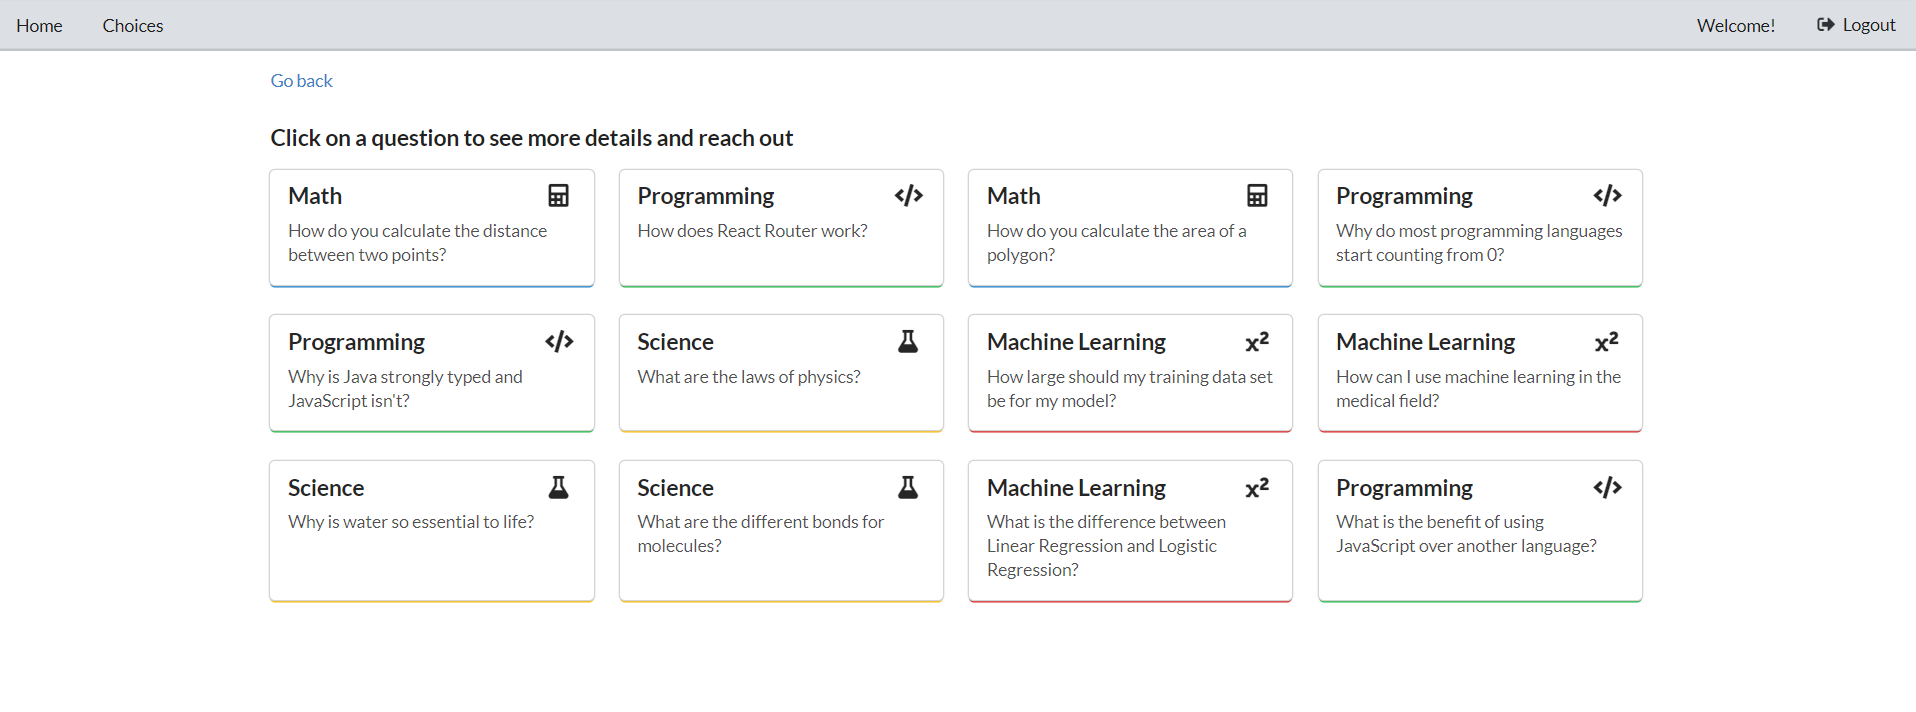 Home Choices Welcome! Logout
Go back
Click on a question to see more details and reach out
Math
How do you calculate the distance
between two points?
Programming
How does React Router work?
Math
How do you calculate the area of a
polygon?
Programming
Why do most programming languages
start counting from 0?
Programming
Why is Java strongly typed and
JavaScript isn't?
Science
What are the laws of physics?
Machine Learning
x²
How large should my training data set
be for my model?
Machine Learning
x²
How can I use machine learning in the
medical field?
Science
Why is water so essential to life?
Science
What are the different bonds for
molecules?
Machine Learning
x²
What is the difference between
Linear Regression and Logistic
Regression?
Programming
What is the benefit of using
JavaScript over another language?